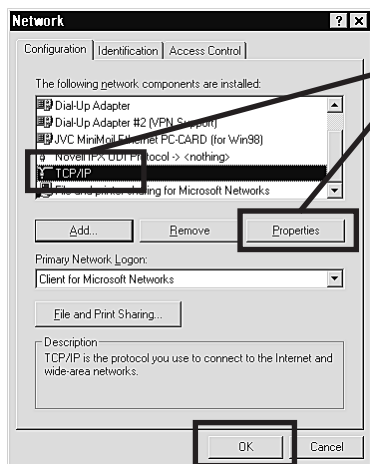 Network
? ×
Configuration Identification Access Control
The following network components are installed:
Dial-Up Adapter
Dial-Up Adapter #2 (VPN Support)
JVC MiniMoil Ethernet PC-CARD (for Win98)
Novell IPX ODI Protocol -> <nothing>
TCP/IP
File and printer sharing for Microsoft Networks
Add... Remove Properties
Primary Network Logon:
Client for Microsoft Networks
File and Print Sharing...
Description
TCP/IP is the protocol you use to connect to the Internet and
wide-area networks.
OK Cancel